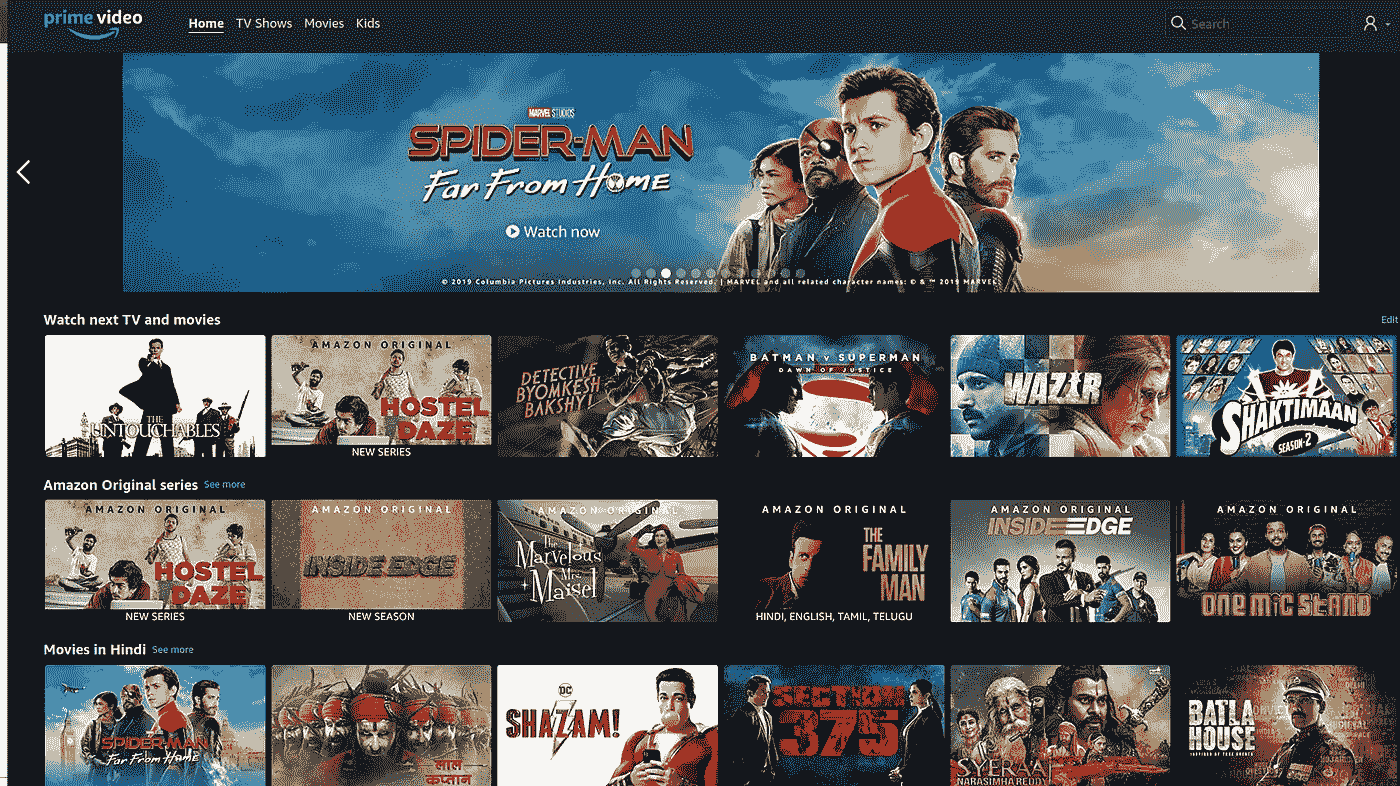 prime video
Home TV Shows Movies Kids
Search
MARVEL STUDIOS
SPIDER-MAN
Far From Home
Watch now
© 2019 Columbia Pictures Industries, Inc. All Rights Reserved. | MARVEL and all related character names: © & ™ 2019 MARVEL
Watch next TV and movies
Edit
THE
UNTOUCHABLES
AMAZON ORIGINAL
HOSTEL
DAZE
NEW SERIES
DETECTIVE
BYOMKESH
BAKSHY!
BATMAN v SUPERMAN
DAWN OF JUSTICE
WAZIR
SHAKTIMAAN
SEASON-2
Amazon Original series See more
AMAZON ORIGINAL
HOSTEL
DAZE
NEW SERIES
AMAZON ORIGINAL
INSIDE EDGE
NEW SEASON
AMAZON ORIGINAL
The
Marvelous
Mrs.
Maisel
AMAZON ORIGINAL
THE
FAMILY
MAN
HINDI, ENGLISH, TAMIL, TELUGU
AMAZON ORIGINAL
INSIDE EDGE
AMAZON ORIGINAL
ONE MIC STAND
Movies in Hindi See more
SPIDER-MAN
Far From Home
लाल
कप्तान
DC
SHAZAM!
SECTION
375
SYERAA
NARASIMHA REDDY
BATLA
HOUSE